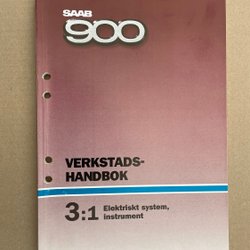 SAAB
900
VERKSTADS-
HANDBOK
3:1 Elektriskt system,
instrument